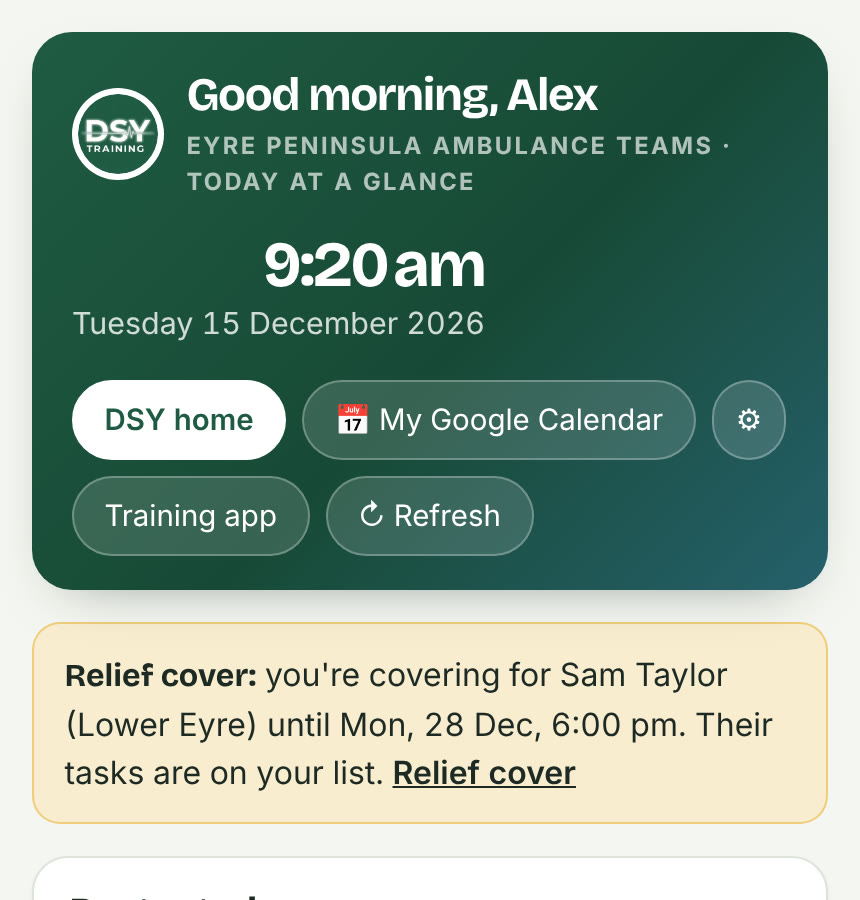 DSY
TRAINING
Good morning, Alex
EYRE PENINSULA AMBULANCE TEAMS ·
TODAY AT A GLANCE
9:20 am
Tuesday 15 December 2026
DSY home
July
17
My Google Calendar
⚙
Training app
↻ Refresh
Relief cover: you're covering for Sam Taylor
(Lower Eyre) until Mon, 28 Dec, 6:00 pm. Their
tasks are on your list. Relief cover